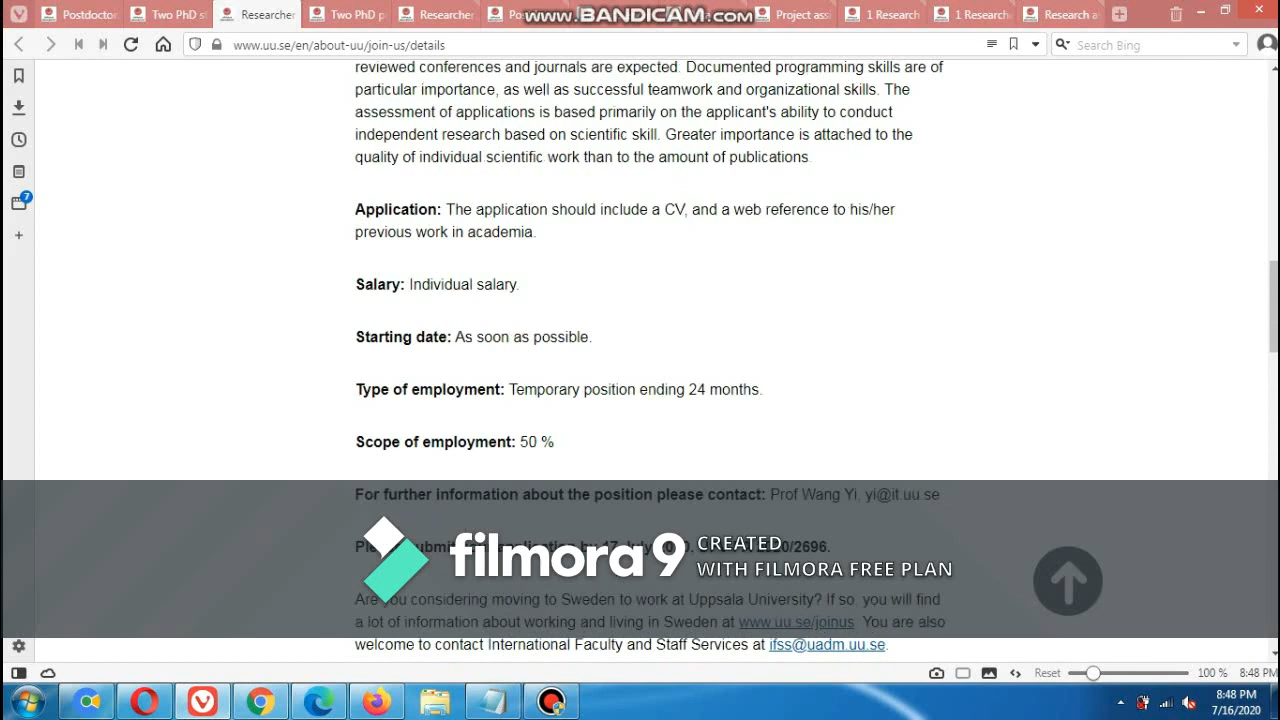 Postdocto
Two PhD st
Researcher
Two PhD p
Researcher
Po
www.BANDICAM.com
Project ass
1 Research
1 Research
Research a
www.uu.se/en/about-uu/join-us/details
Search Bing
reviewed conferences and journals are expected. Documented programming skills are of
particular importance, as well as successful teamwork and organizational skills. The
assessment of applications is based primarily on the applicant's ability to conduct
independent research based on scientific skill. Greater importance is attached to the
quality of individual scientific work than to the amount of publications.
7
Application: The application should include a CV, and a web reference to his/her
previous work in academia.
Salary: Individual salary.
Starting date: As soon as possible.
Type of employment: Temporary position ending 24 months.
Scope of employment: 50 %
For further information about the position please contact: Prof Wang Yi, yi@it.uu.se
2696.
filmora9 CREATED
WITH FILMORA FREE PLAN
Are you considering moving to Sweden to work at Uppsala University? If so, you will find
a lot of information about working and living in Sweden at www.uu.se/joinus. You are also
welcome to contact International Faculty and Staff Services at ifss@uadm.uu.se.
Reset
100 %
8:48 PM
8:48 PM
7/16/2020